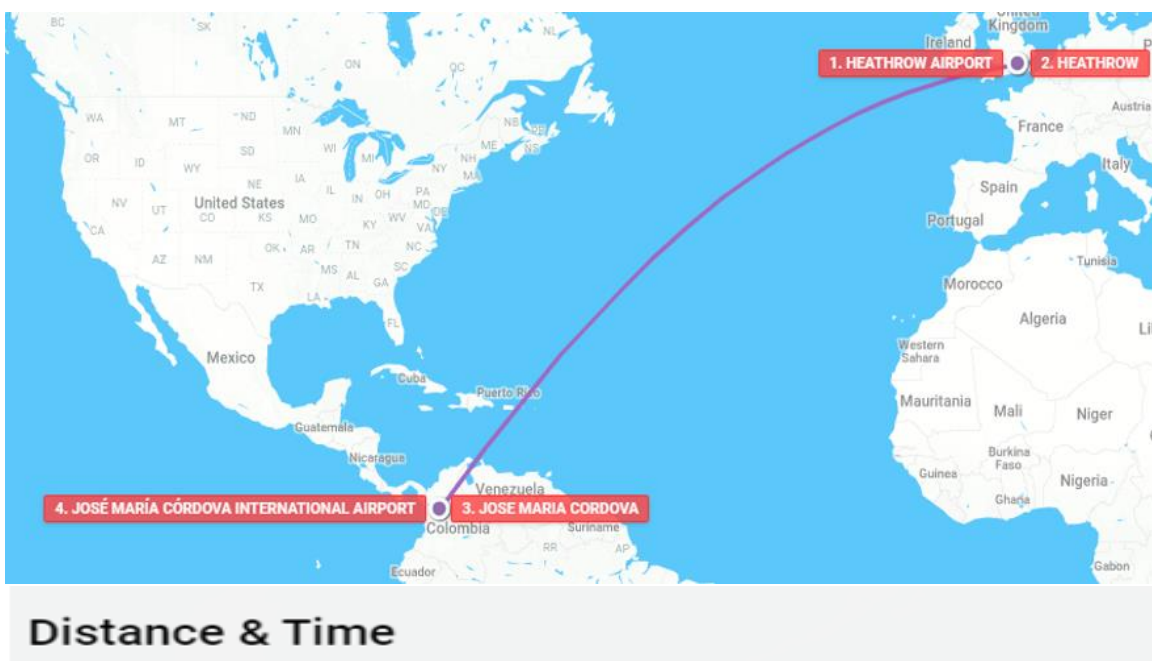 BC
SK
NL
United
Kingdom
Ireland
1. HEATHROW AIRPORT
2. HEATHROW
ON
QC
Austria
WA
MT
ND
MN
NB
PE
NS
France
OR
ID
SD
WI
MI
ME
NH
MA
NY
Italy
WY
NE
IA
IL
IN
OH
PA
MD
DE
Spain
NV
UT
United States
CO
KS
MO
KY
WV
VA
Portugal
CA
AZ
NM
OK
AR
TN
NC
SC
Tunisia
TX
MS
AL
GA
LA
Morocco
FL
Algeria
Li
Mexico
Western
Sahara
Cuba
Puerto Rico
Mauritania
Mali
Niger
Guatemala
Nicaragua
Burkina
Faso
Guinea
Nigeria
Venezuela
Ghana
4. JOSÉ MARÍA CÓRDOVA INTERNATIONAL AIRPORT
3. JOSE MARIA CORDOVA
Colombia
Suriname
RR
AP
Ecuador
Gabon
Distance & Time